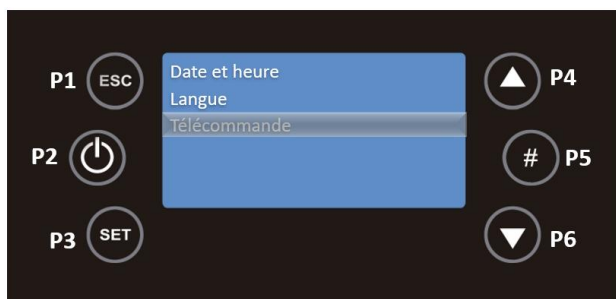 P1 ESC
Date et heure
Langue
Télécommande
P4
P2
# P5
P3 SET
P6